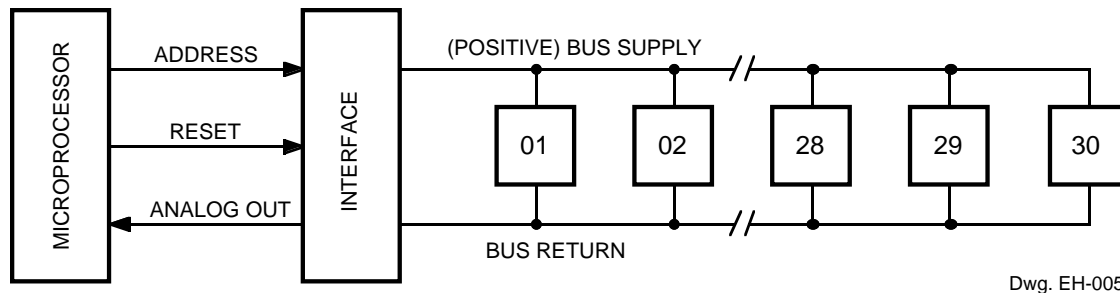 MICROPROCESSOR
ADDRESS
RESET
ANALOG OUT
INTERFACE
(POSITIVE) BUS SUPPLY
01
02
28
29
30
BUS RETURN
Dwg. EH-005